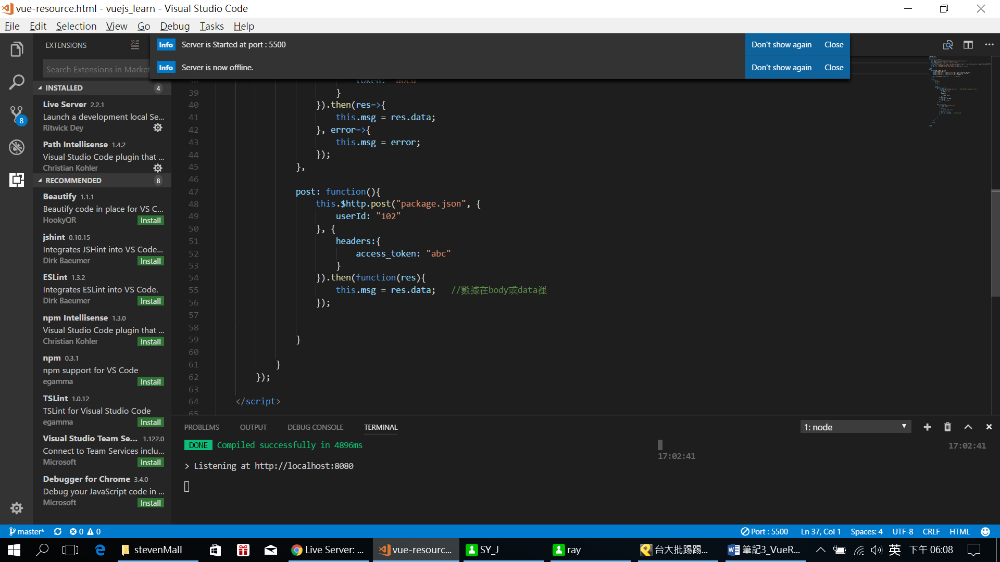 vue-resource.html - vuejs_learn - Visual Studio Code
File Edit Selection View Go Debug Tasks Help
EXTENSIONS
Search Extensions in Market
INSTALLED 4
Live Server 2.2.1
Launch a development local Se...
Ritwick Dey
Path Intellisense 1.4.2
Visual Studio Code plugin that ...
Christian Kohler
RECOMMENDED 8
Beautify 1.1.1
Beautify code in place for VS C...
HookyQR Install
jshint 0.10.15
Integrates JSHint into VS Code...
Dirk Baeumer Install
ESLint 1.3.2
Integrates ESLint into VS Code.
Dirk Baeumer Install
npm Intellisense 1.3.0
Visual Studio Code plugin that ...
Christian Kohler Install
npm 0.3.1
npm support for VS Code
egamma Install
TSLint 1.0.12
TSLint for Visual Studio Code
egamma Install
Visual Studio Team Se... 1.122.0
Connect to Team Services inclu...
Microsoft Install
Debugger for Chrome 3.4.0
Debug your JavaScript code in ...
Microsoft Install
8
Info Server is Started at port : 5500 Don't show again Close
Info Server is now offline. Don't show again Close
38 token: "abcd"
39 }
40 }).then(res=>{
41 this.msg = res.data;
42 }, error=>{
43 this.msg = error;
44 });
45 },
46
47 post: function(){
48 this.$http.post("package.json", {
49 userId: "102"
50 }, {
51 headers:{
52 access_token: "abc"
53 }
54 }).then(function(res){
55 this.msg = res.data; //數據在body或data裡
56 });
57
58
59 }
60
61 }
62 });
63
64 </script>
65
PROBLEMS OUTPUT DEBUG CONSOLE TERMINAL 1: node
DONE Compiled successfully in 4896ms 17:02:41
17:02:41
> Listening at http://localhost:8080
master* 0 0 Port : 5500 Ln 37, Col 1 Spaces: 4 UTF-8 CRLF HTML
stevenMall Live Server: ... vue-resourc... SY_J ray 台大批踢踢... 筆記3_VueR... 英 下午 06:08